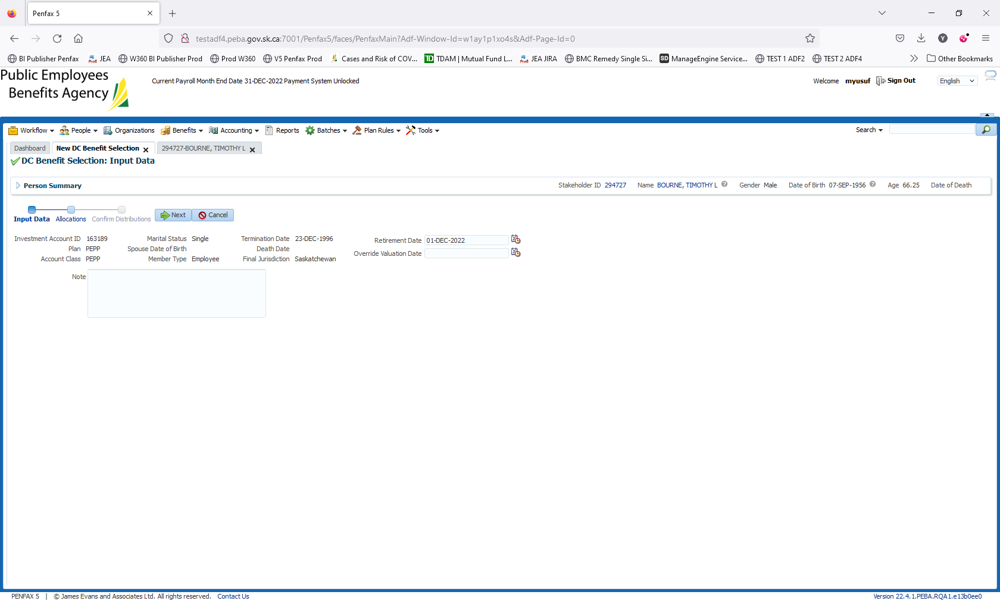 Penfax 5
testadf4.peba.gov.sk.ca:7001/Penfax5/faces/PenfaxMain?Adf-Window-Id=w1ay1p1xo4s&Adf-Page-Id=0
Y
BI Publisher Penfax JEA W360 BI Publisher Prod Prod W360 V5 Penfax Prod Cases and Risk of COV... TD TDAM | Mutual Fund L... JEA JIRA BMC Remedy Single Si... SD ManageEngine Service... TEST 1 ADF2 TEST 2 ADF4 Other Bookmarks
Public Employees
Benefits Agency
Current Payroll Month End Date 31-DEC-2022 Payment System Unlocked
Welcome myusuf Sign Out English
Workflow People Organizations Benefits Accounting Reports Batches Plan Rules Tools Search
Dashboard New DC Benefit Selection 294727-BOURNE, TIMOTHY L
DC Benefit Selection: Input Data
Person Summary Stakeholder ID 294727 Name BOURNE, TIMOTHY L Gender Male Date of Birth 07-SEP-1956 Age 66.25 Date of Death
Input Data Allocations Confirm Distributions Next Cancel
Investment Account ID 163189 Marital Status Single Termination Date 23-DEC-1996 Retirement Date 01-DEC-2022
Plan PEPP Spouse Date of Birth Death Date Override Valuation Date
Account Class PEPP Member Type Employee Final Jurisdiction Saskatchewan
Note
PENFAX 5 | © James Evans and Associates Ltd. All rights reserved. Contact Us Version 22.4.1.PEBA.RQA1.e13b0ee0